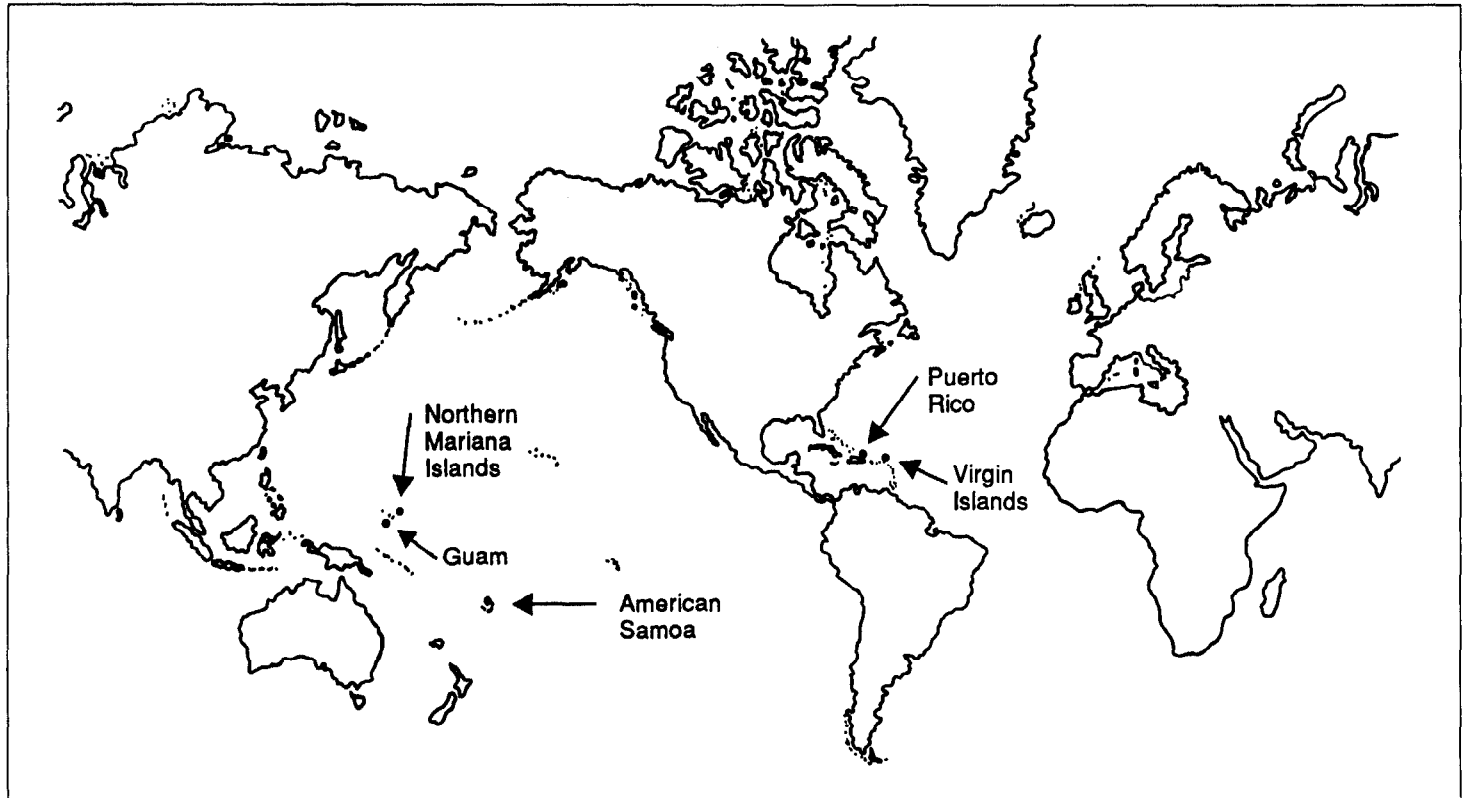 Puerto
Rico
Northern
Mariana
Islands
Virgin
Islands
Guam
American
Samoa